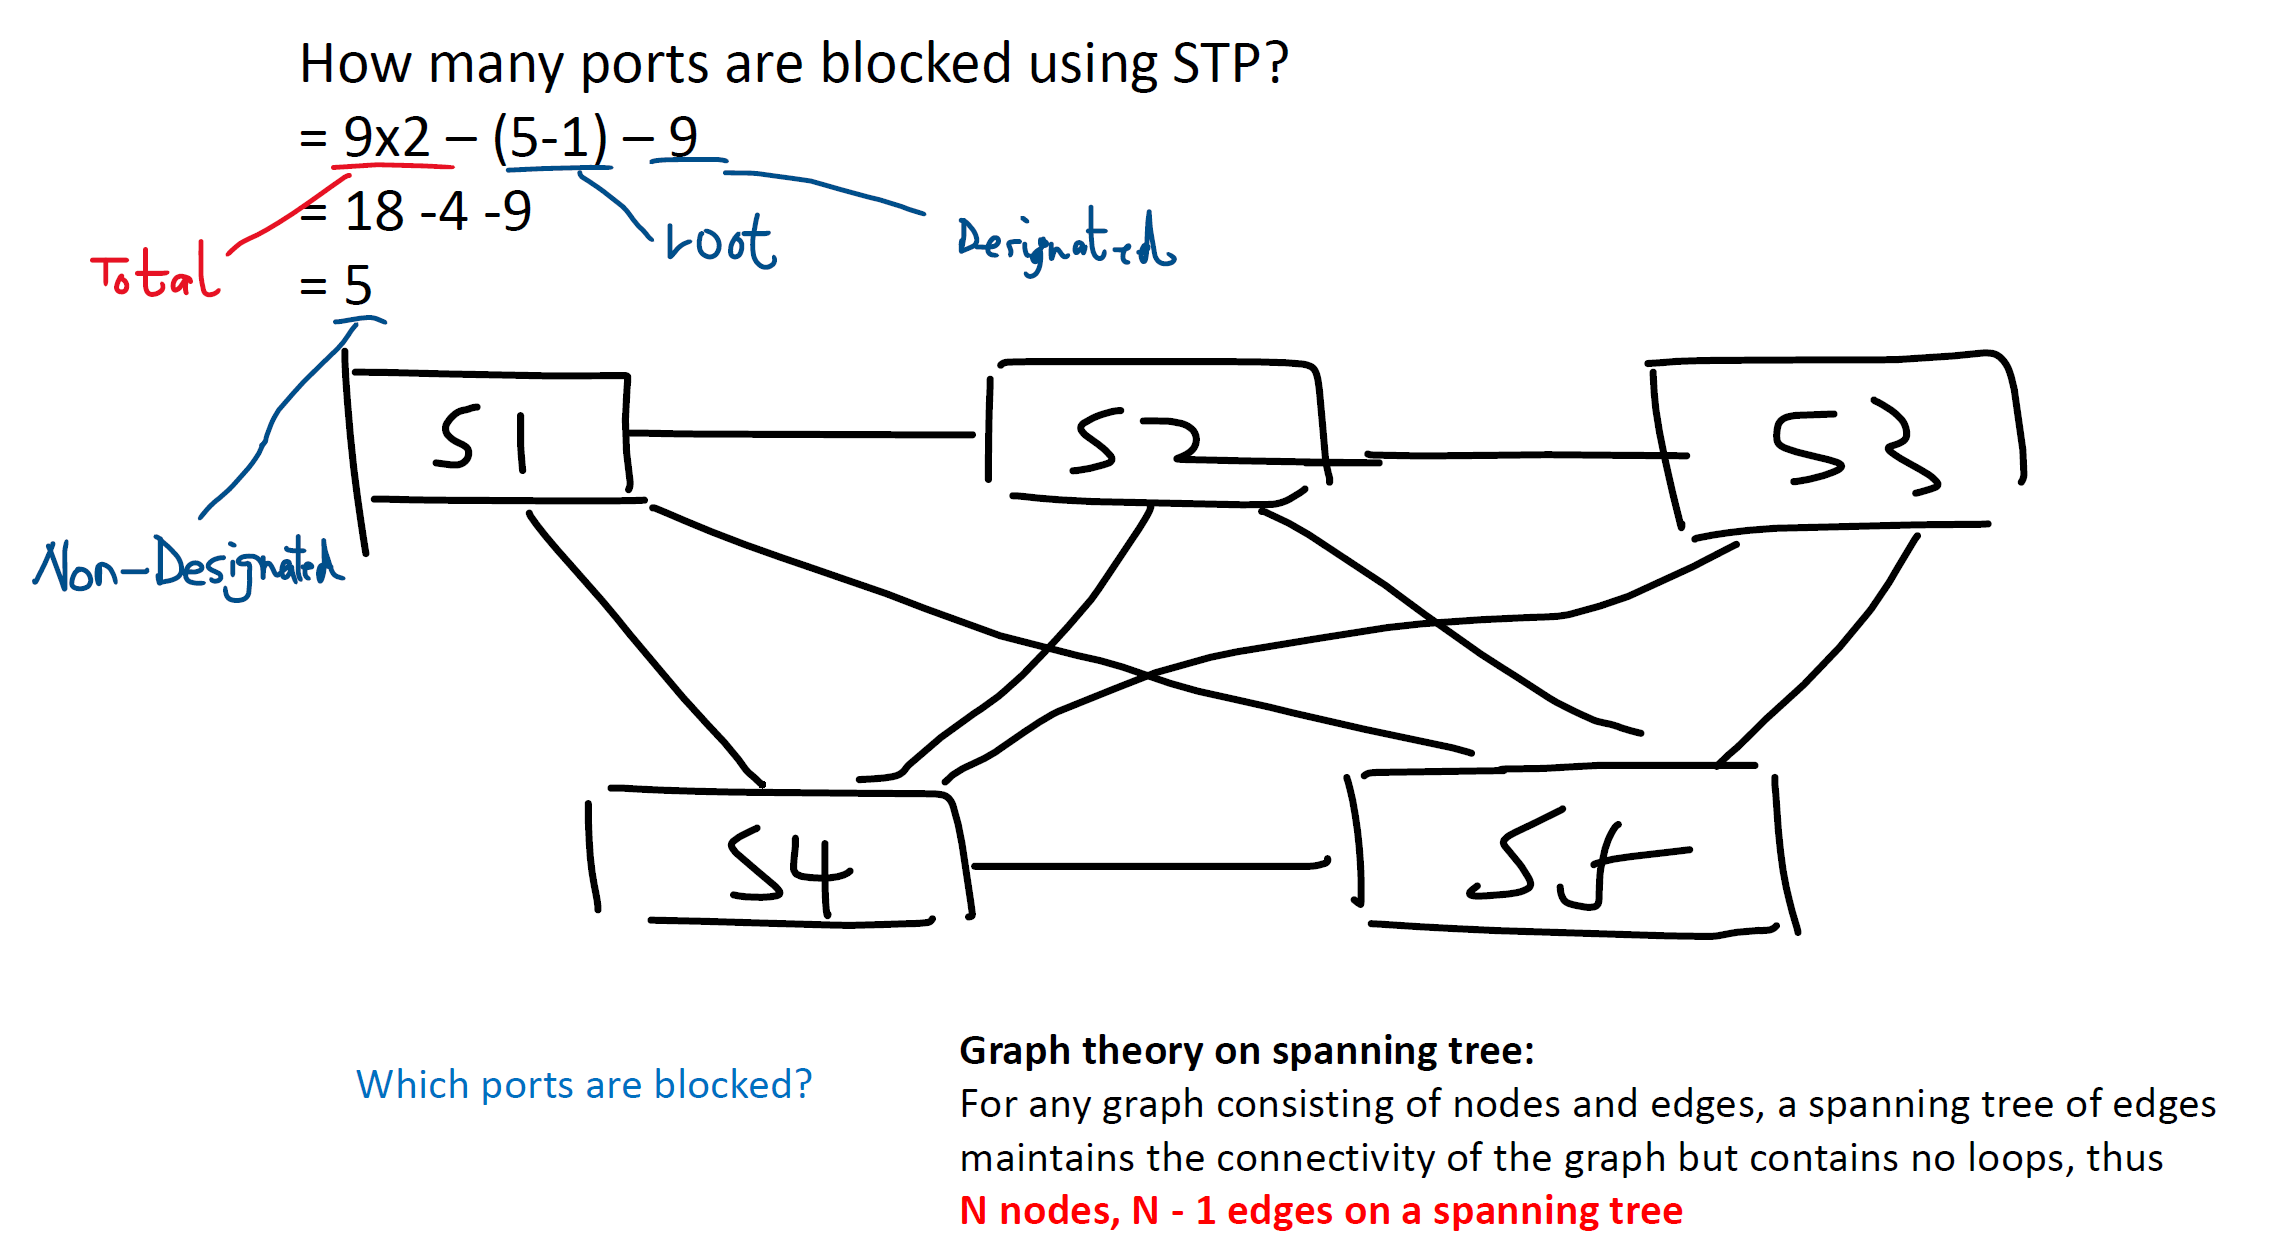 How many ports are blocked using STP?
= 9x2 – (5-1) – 9
= 18 -4 -9
root
Designated
Total
= 5
S1
S2
S3
Non-Designated
S4
S5
Which ports are blocked?
Graph theory on spanning tree:
For any graph consisting of nodes and edges, a spanning tree of edges
maintains the connectivity of the graph but contains no loops, thus
N nodes, N - 1 edges on a spanning tree